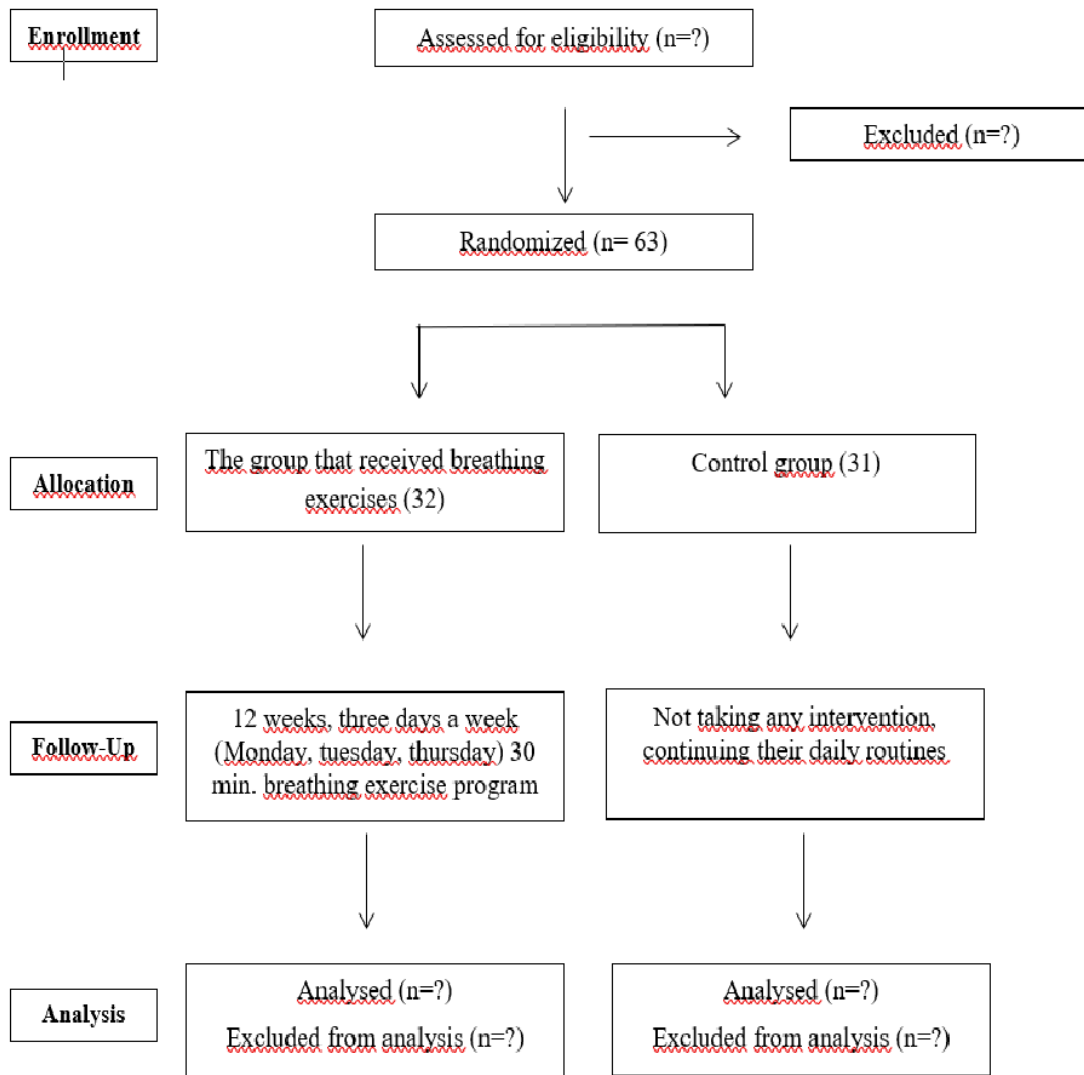 Enrollment
Assessed for eligibility (n=?)
Excluded (n=?)
Randomized (n= 63)
Allocation
The group that received breathing
exercises (32)
Control group (31)
Follow-Up
12 weeks, three days a week
(Monday, tuesday, thursday) 30
min. breathing exercise program
Not taking any intervention,
continuing their daily routines
Analysis
Analysed (n=?)
Excluded from analysis (n=?)
Analysed (n=?)
Excluded from analysis (n=?)